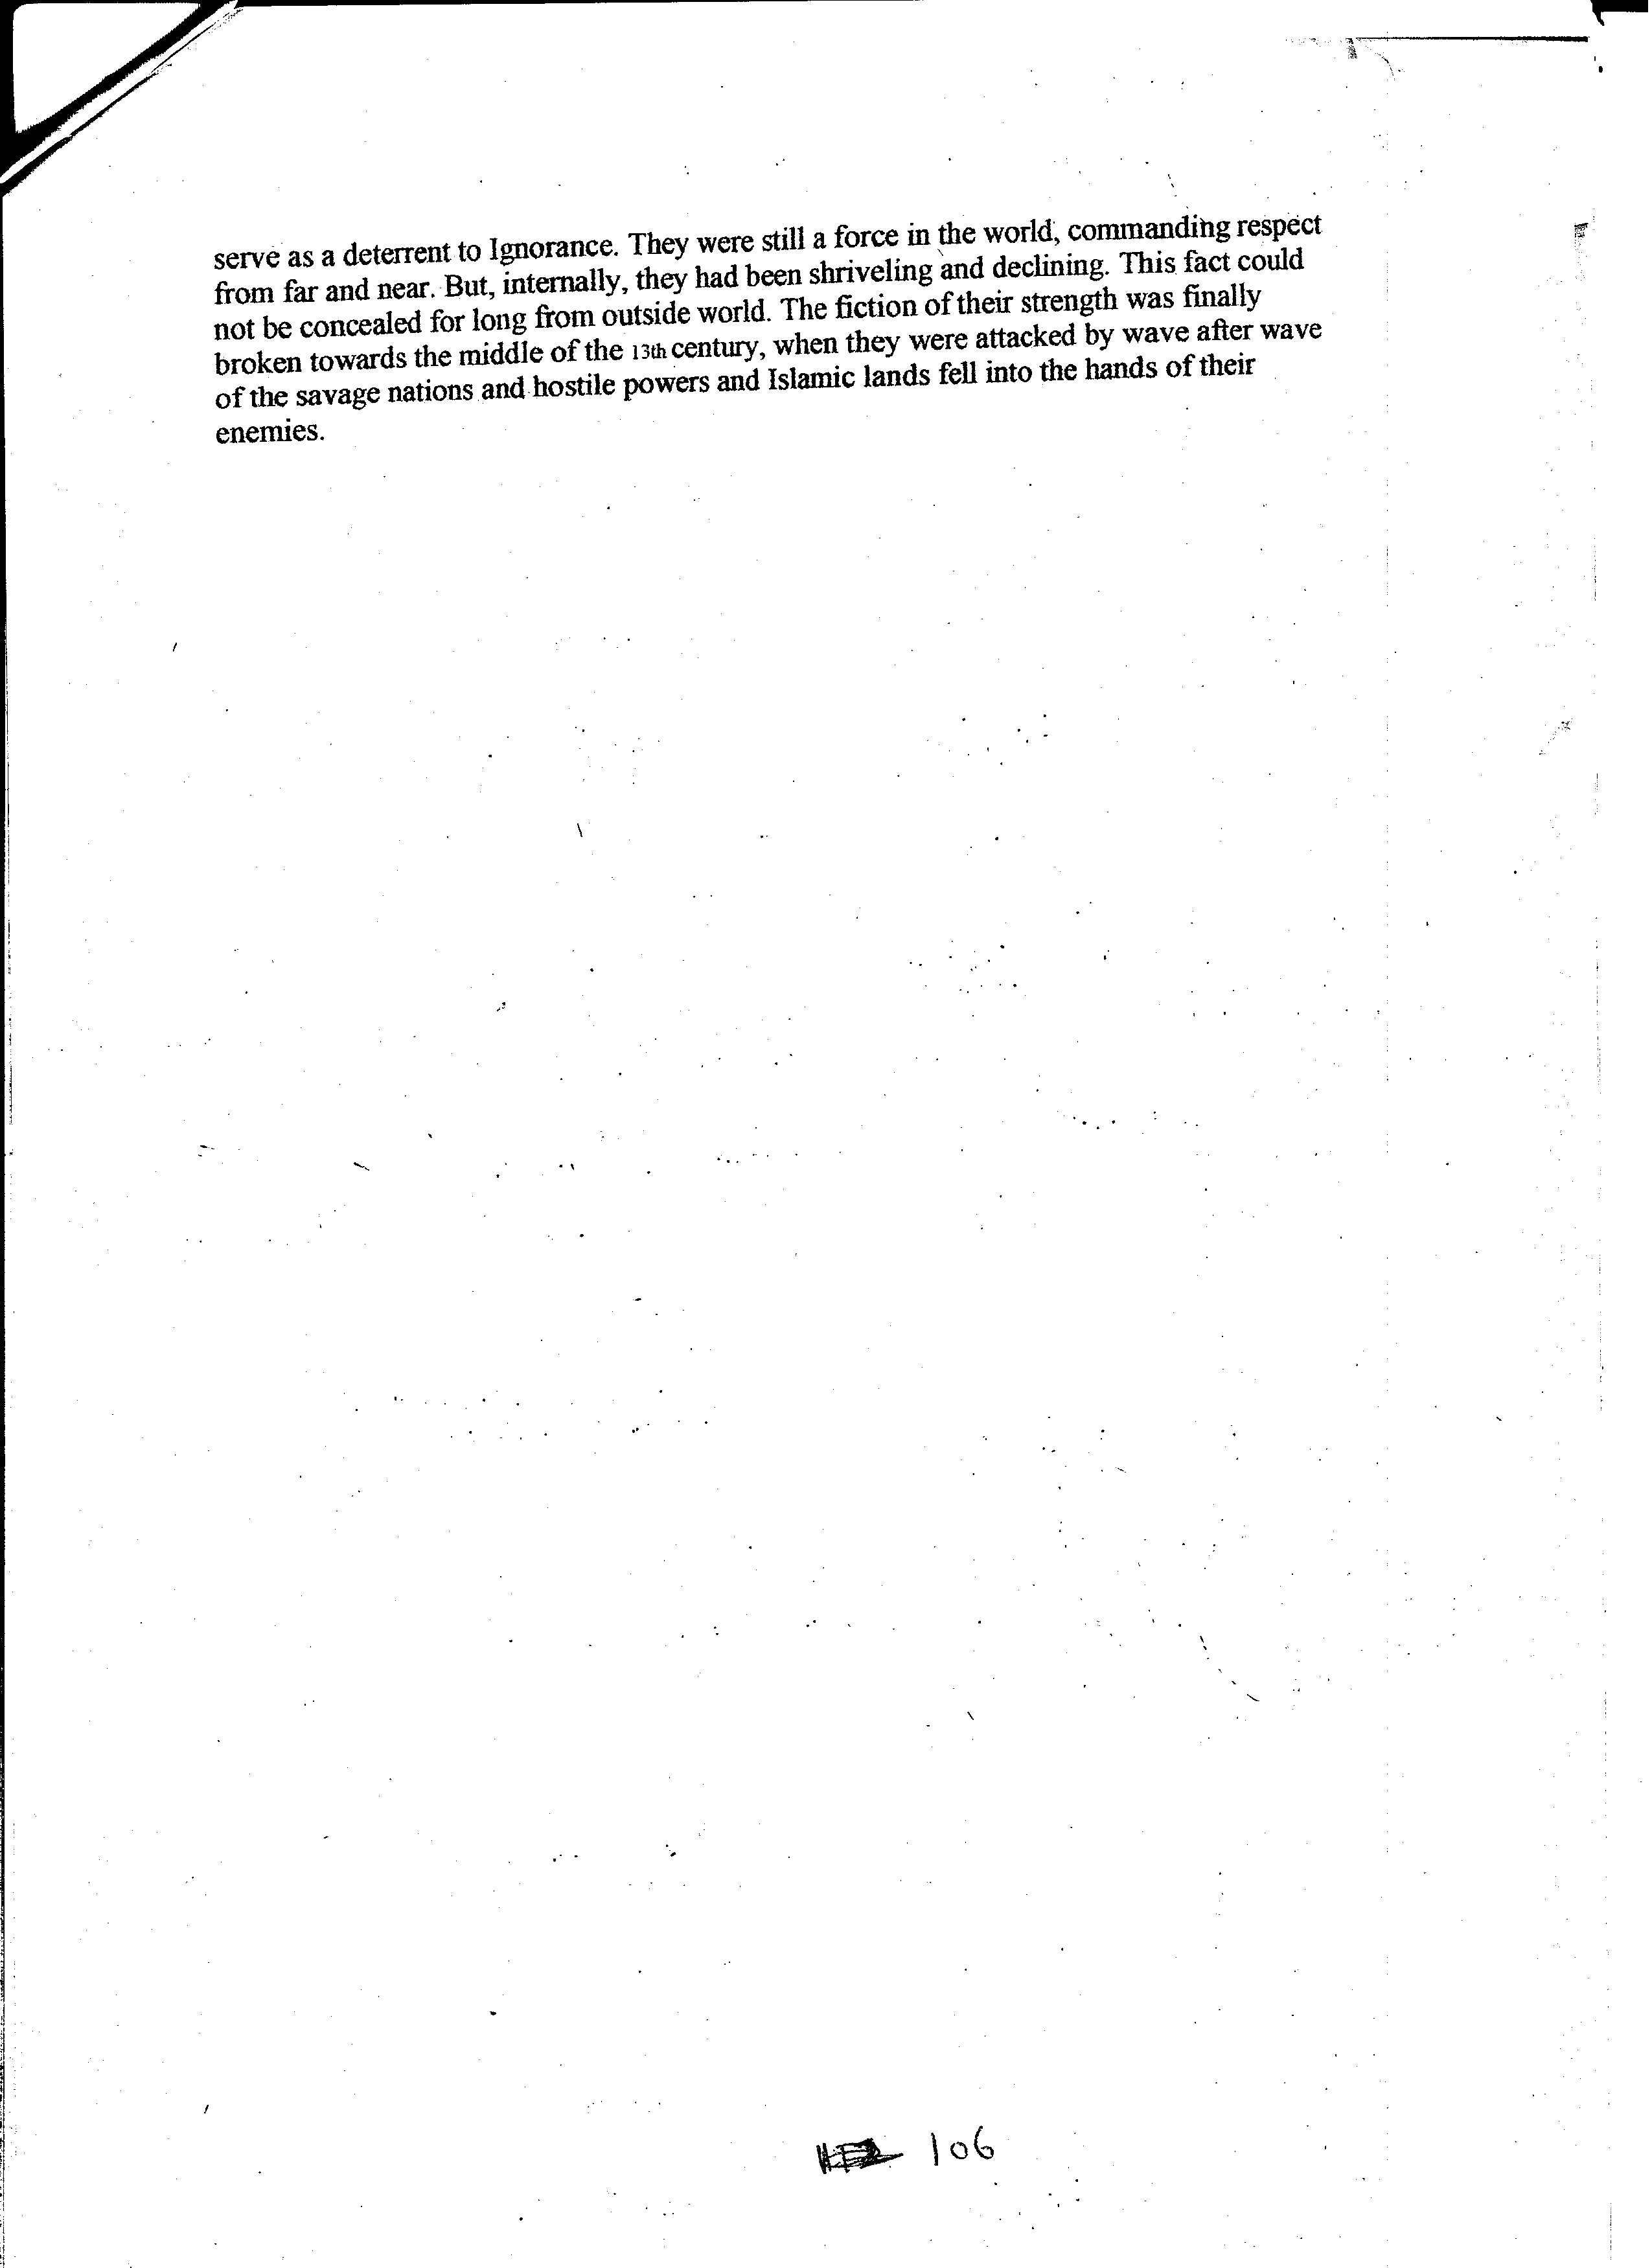 serve as a deterrent to Ignorance. They were still a force in the world, commanding respect
from far and near. But, internally, they had been shriveling and declining. This fact could
not be concealed for long from outside world. The fiction of their strength was finally
broken towards the middle of the 13th century, when they were attacked by wave after wave
of the savage nations and hostile powers and Islamic lands fell into the hands of their
enemies.
106